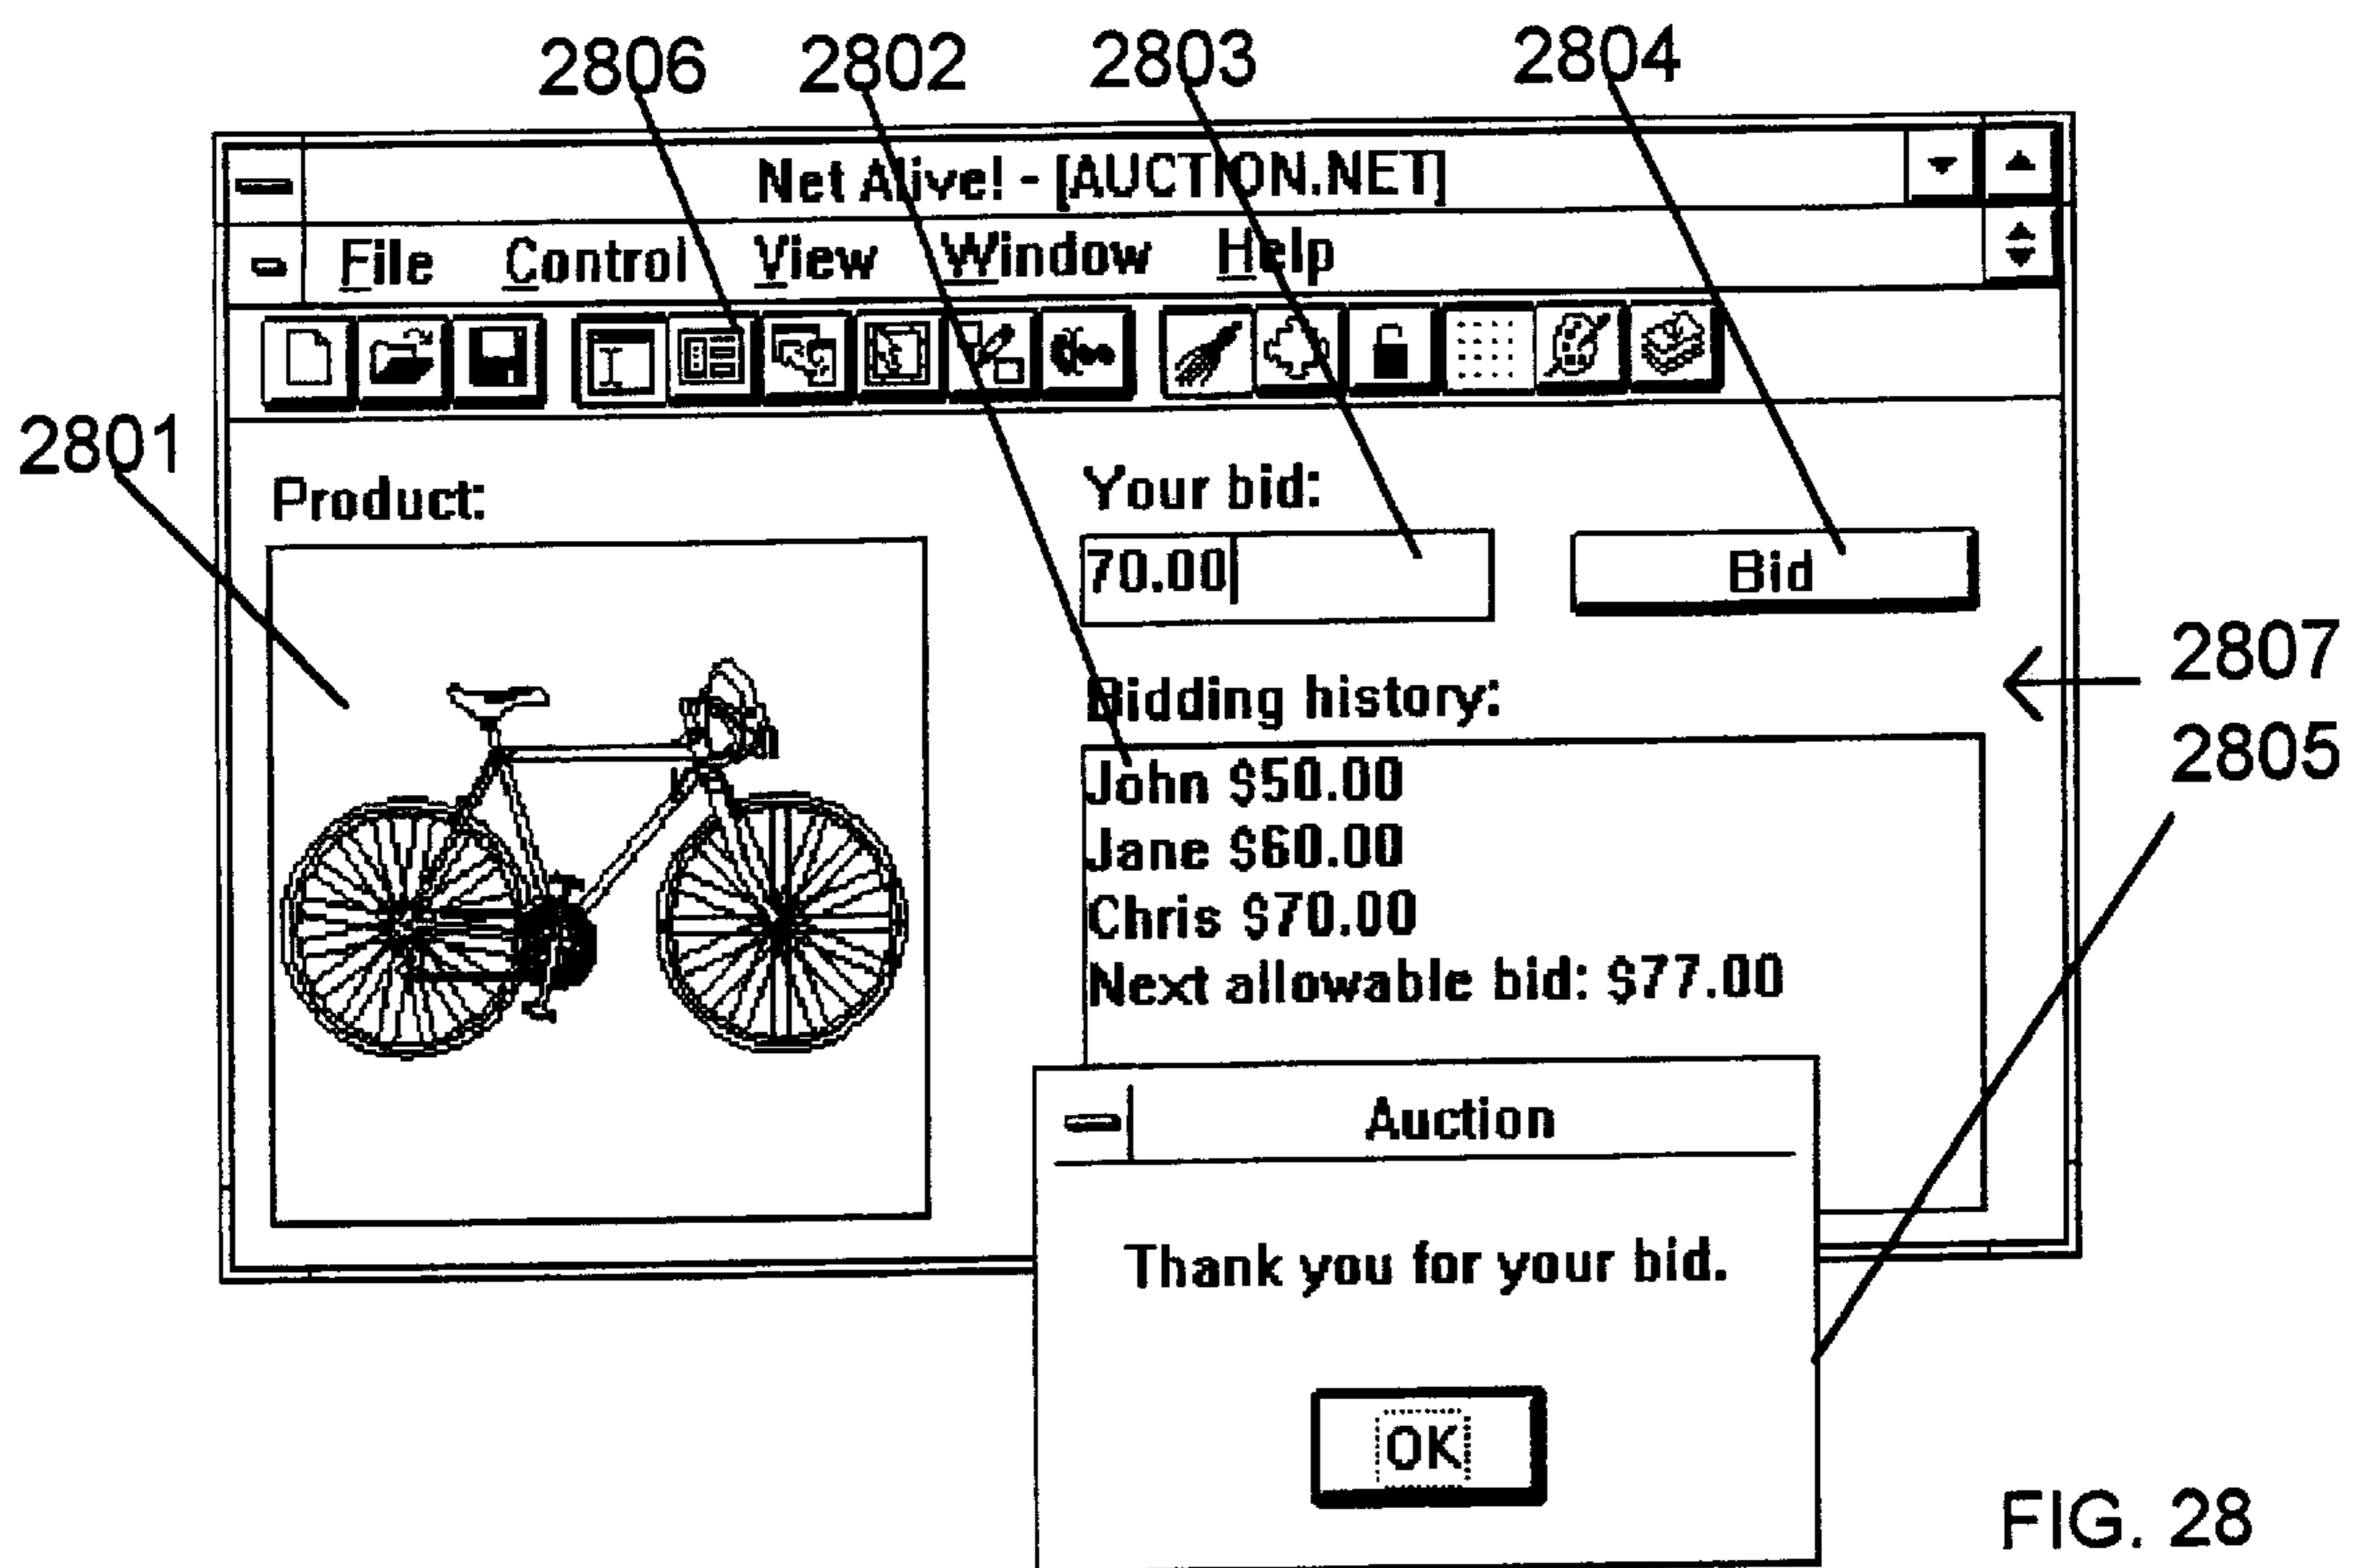 2806 2802 2803 2804
Net Alive! - [AUCTION.NET]
File Control View Window Help
2801
Product:
Your bid:
70.00
Bid
2807
Bidding history:
2805
John $50.00
Jane $60.00
Chris $70.00
Next allowable bid: $77.00
Auction
Thank you for your bid.
OK
FIG. 28